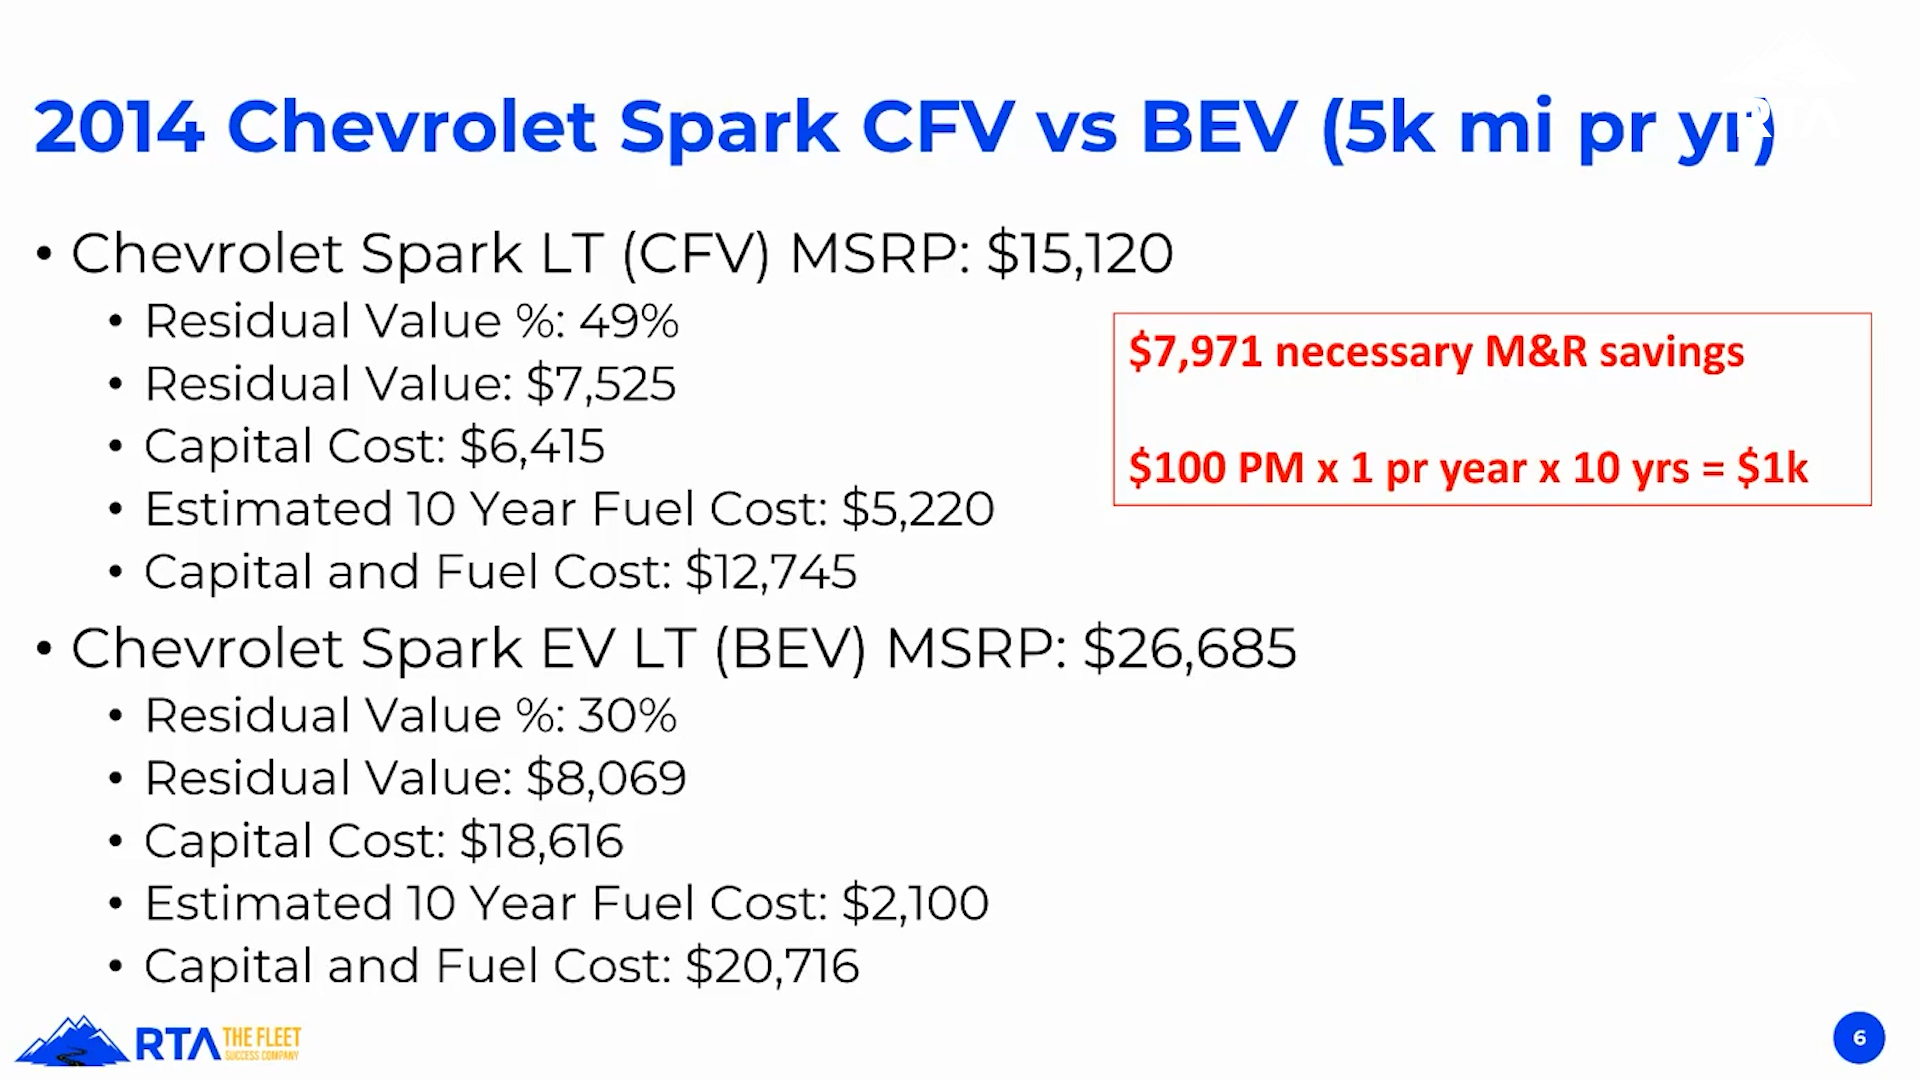 2014 Chevrolet Spark CFV vs BEV (5k mi pr yr)
RTA
• Chevrolet Spark LT (CFV) MSRP: $15,120
• Residual Value %: 49%
• Residual Value: $7,525
• Capital Cost: $6,415
• Estimated 10 Year Fuel Cost: $5,220
• Capital and Fuel Cost: $12,745
$7,971 necessary M&R savings
$100 PM x 1 pr year x 10 yrs = $1k
• Chevrolet Spark EV LT (BEV) MSRP: $26,685
• Residual Value %: 30%
• Residual Value: $8,069
• Capital Cost: $18,616
• Estimated 10 Year Fuel Cost: $2,100
• Capital and Fuel Cost: $20,716
RTA THE FLEET
SUCCESS COMPANY
6